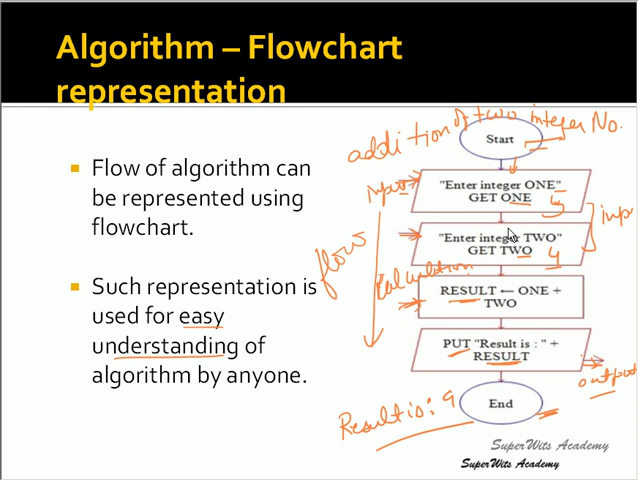 Algorithm – Flowchart
representation
Flow of algorithm can
be represented using
flowchart.
Such representation is
used for easy
understanding of
algorithm by anyone.
addition of two integer No.
Start
input
"Enter integer ONE"
GET ONE
5
inp
"Enter integer TWO"
GET TWO
4
flow
Calculation
RESULT ← ONE +
TWO
PUT "Result is : " +
RESULT
output
Result is: 9
End
SuperWits Academy
SuperWits Academy